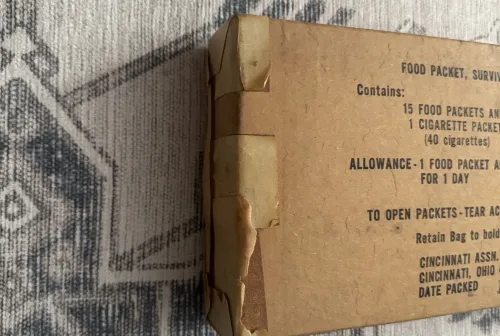 FOOD PACKET, SURVIV
Contains:
15 FOOD PACKETS AN
1 CIGARETTE PACKET
(40 cigarettes)
ALLOWANCE-1 FOOD PACKET A
FOR 1 DAY
TO OPEN PACKETS-TEAR AC
Retain Bag to hold
CINCINNATI ASSN.
CINCINNATI, OHIO
DATE PACKED